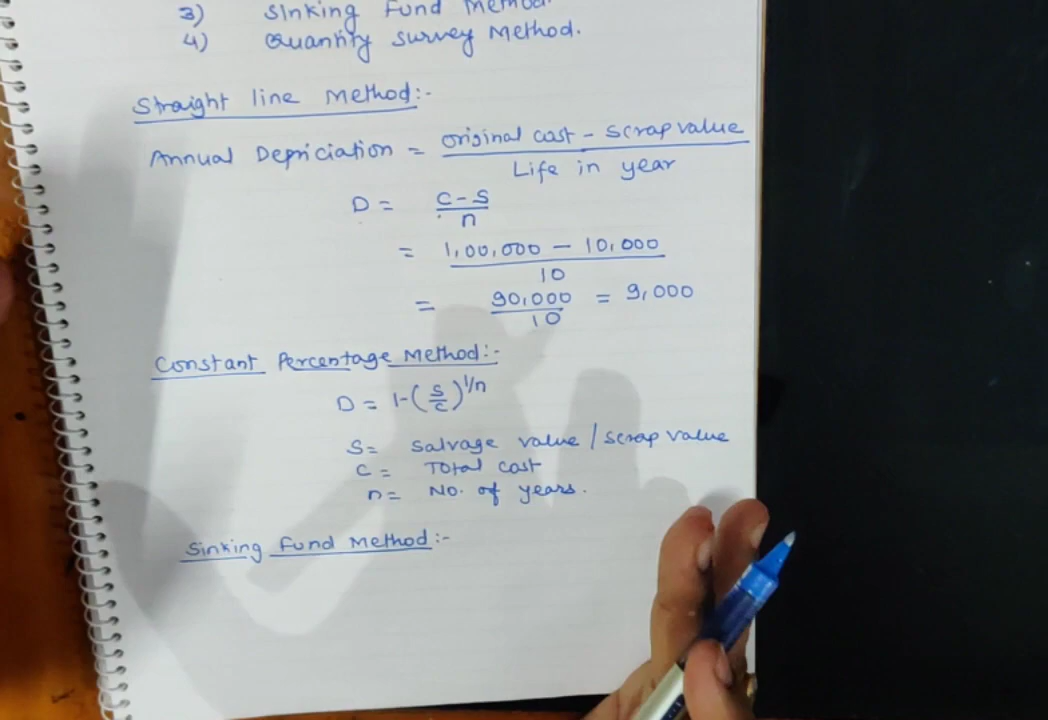 3) Sinking Fund Method.
4) Quantity Survey Method.
Straight line Method:-
Annual Depriciation = original cost - Scrap value
Life in year
D = C-S
n
= 1,00,000 - 10,000
10
= 90,000 = 9,000
10
Constant Percentage Method:-
D = 1-(S/C)^1/n
S= Salvage value / Scrap value
C = Total cast
n= No. of years.
Sinking Fund Method:-